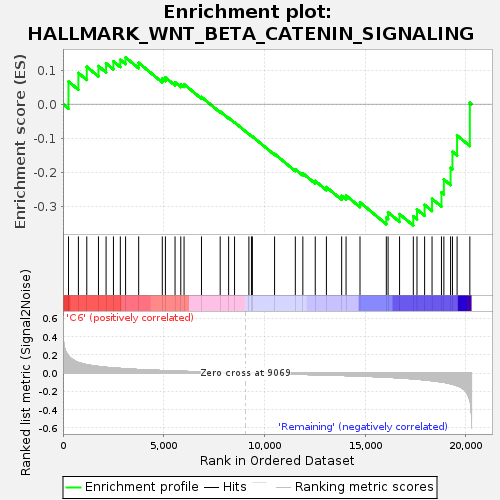 Enrichment plot:
HALLMARK_WNT_BETA_CATENIN_SIGNALING
Enrichment score (ES)
0.1
0.0
-0.1
-0.2
-0.3
Ranked list metric (Signal2Noise)
0.6
0.4
0.2
0.0
-0.2
-0.4
-0.6
'C6' (positively correlated)
Zero cross at 9069
'Remaining' (negatively correlated)
0
5,000
10,000
15,000
20,000
Rank in Ordered Dataset
Enrichment profile
Hits
Ranking metric scores